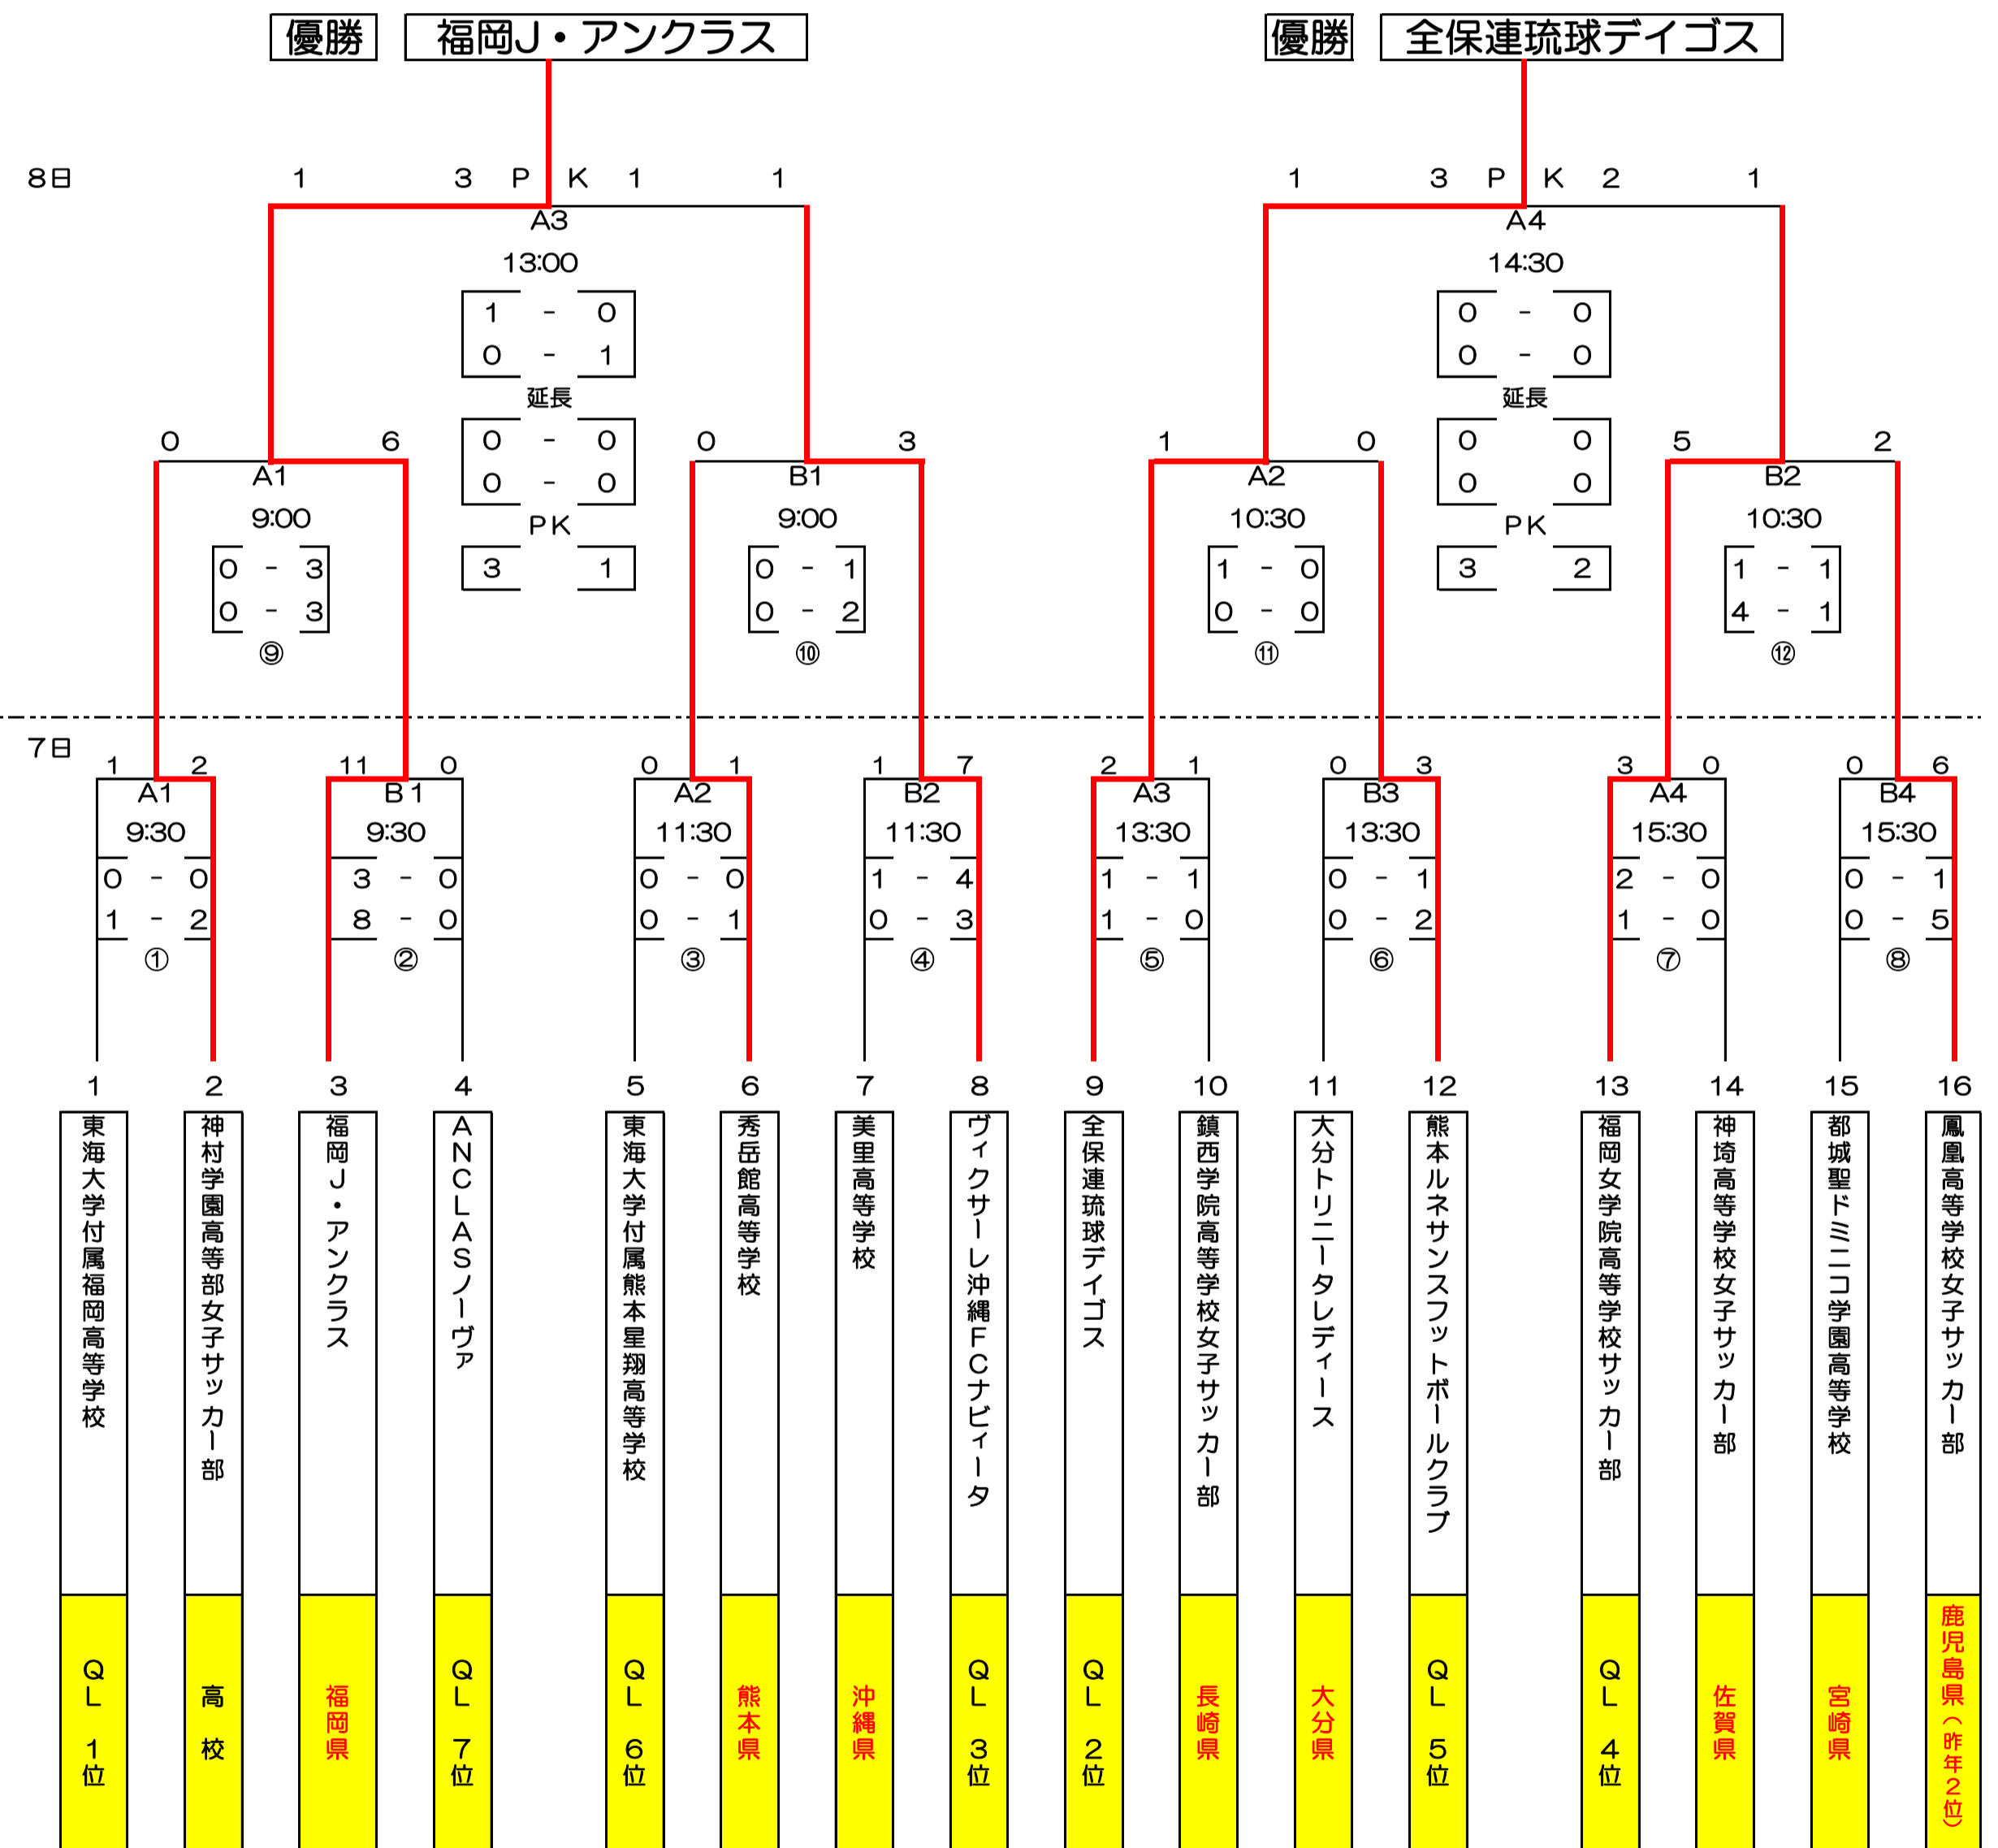 優勝 福岡J・アンクラス 優勝 全保連琉球デイゴス
8日 1 3 P K 1 1 1 3 P K 2 1
A3 A4
13:00 14:30
1 - 0 0 - 0
0 - 1 0 - 0
延長 延長
0 6 0 - 0 0 3 1 0 0 0 5 2
A1 0 - 0 B1 A2 0 0 B2
9:00 PK 9:00 10:30 PK 10:30
0 - 3 3 1 0 - 1 1 - 0 3 2 1 - 1
0 - 3 0 - 2 0 - 0 4 - 1
⑨ ⑩ ⑪ ⑫
7日
1 2 11 0 0 1 1 7 2 1 0 3 3 0 0 6
A1 B1 A2 B2 A3 B3 A4 B4
9:30 9:30 11:30 11:30 13:30 13:30 15:30 15:30
0 - 0 3 - 0 0 - 0 1 - 4 1 - 1 0 - 1 2 - 0 0 - 1
1 - 2 8 - 0 0 - 1 0 - 3 1 - 0 0 - 2 1 - 0 0 - 5
① ② ③ ④ ⑤ ⑥ ⑦ ⑧
1 2 3 4 5 6 7 8 9 10 11 12 13 14 15 16
東海大学付属福岡高等学校
神村学園高等部女子サッカー部
福岡J・アンクラス
ANCLASノーヴァ
東海大学付属熊本星翔高等学校
秀岳館高等学校
美里高等学校
ヴィクサーレ沖縄FCナビィータ
全保連琉球デイゴス
鎮西学院高等学校女子サッカー部
大分トリニータレディース
熊本ルネサンスフットボールクラブ
福岡女学院高等学校サッカー部
神埼高等学校女子サッカー部
都城聖ドミニコ学園高等学校
鳳凰高等学校女子サッカー部
QL 1位
高校
福岡県
QL 7位
QL 6位
熊本県
沖縄県
QL 3位
QL 2位
長崎県
大分県
QL 5位
QL 4位
佐賀県
宮崎県
鹿児島県(昨年2位)